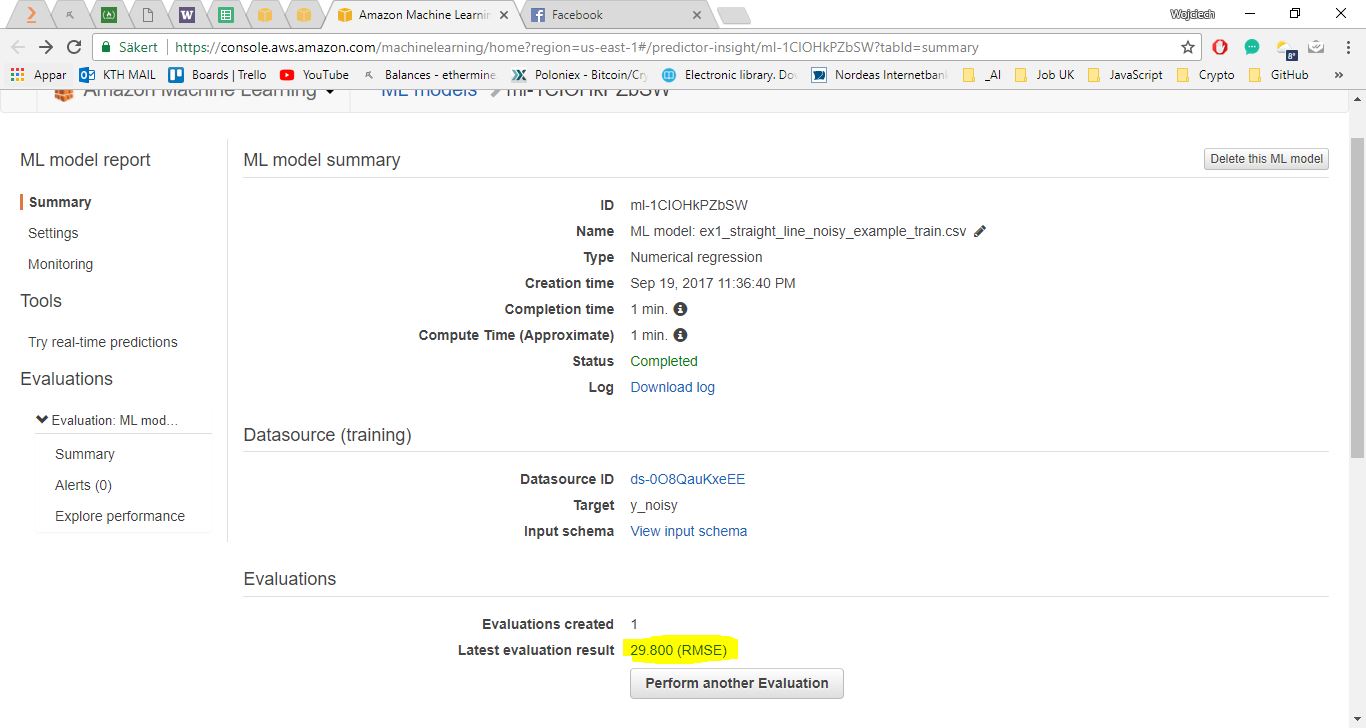 Amazon Machine Learnin
Facebook
Wojciech
Säkert
https://console.aws.amazon.com/machinelearning/home?region=us-east-1#/predictor-insight/ml-1CIOHkPZbSW?tabId=summary
8°
Appar
KTH MAIL
Boards | Trello
YouTube
Balances - ethermine
Poloniex - Bitcoin/Cry
Electronic library. Do
Nordeas Internetbank
_AI
Job UK
JavaScript
Crypto
GitHub
»
Amazon Machine Learning
ML models
ml-1CIOHkPZbSW
ML model report
Summary
Settings
Monitoring
Tools
Try real-time predictions
Evaluations
Evaluation: ML mod...
Summary
Alerts (0)
Explore performance
ML model summary
Delete this ML model
ID ml-1CIOHkPZbSW
Name ML model: ex1_straight_line_noisy_example_train.csv
Type Numerical regression
Creation time Sep 19, 2017 11:36:40 PM
Completion time 1 min.
Compute Time (Approximate) 1 min.
Status Completed
Log Download log
Datasource (training)
Datasource ID ds-0O8QauKxeEE
Target y_noisy
Input schema View input schema
Evaluations
Evaluations created 1
Latest evaluation result 29.800 (RMSE)
Perform another Evaluation